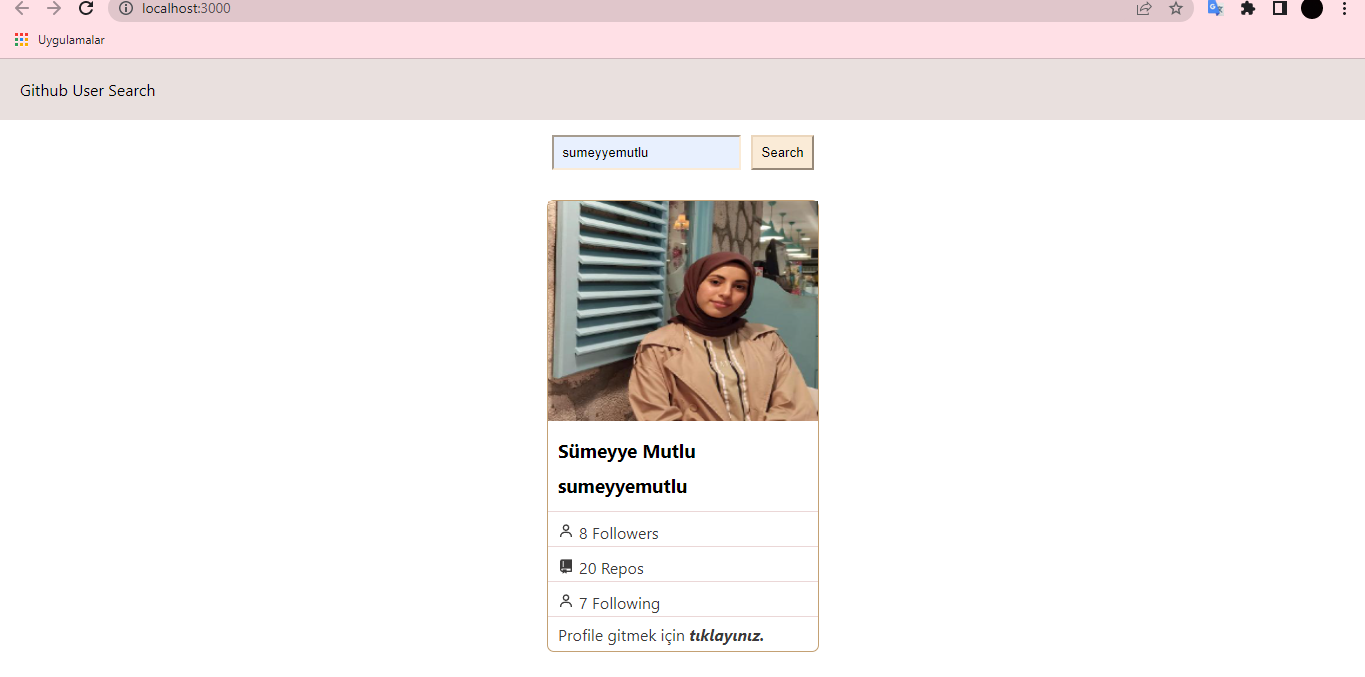 localhost:3000
Uygulamalar
Github User Search
sumeyyemutlu Search
Sümeyye Mutlu
sumeyyemutlu
8 Followers
20 Repos
7 Following
Profile gitmek için tıklayınız.